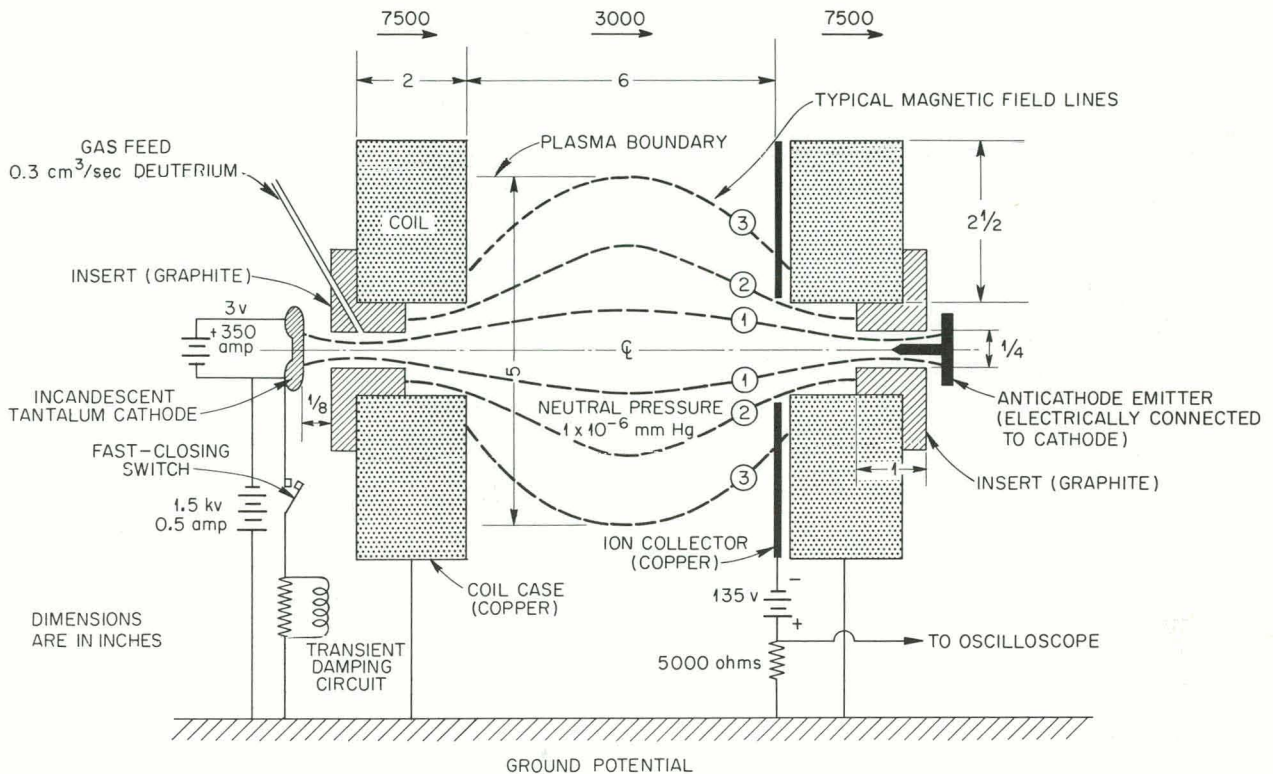 7500
3000
7500
2
6
TYPICAL MAGNETIC FIELD LINES
GAS FEED
0.3 cm³/sec DEUTERIUM
PLASMA BOUNDARY
COIL
3
2 1/2
INSERT (GRAPHITE)
2
3v
+350
amp
1
℄
1/4
5
1
INCANDESCENT
TANTALUM CATHODE
1/8
NEUTRAL PRESSURE
1 x 10⁻⁶ mm Hg
2
ANTICATHODE EMITTER
(ELECTRICALLY CONNECTED
TO CATHODE)
FAST-CLOSING
SWITCH
3
1
INSERT (GRAPHITE)
1.5 kv
0.5 amp
ION COLLECTOR
(COPPER)
COIL CASE
(COPPER)
135 v
−
+
DIMENSIONS
ARE IN INCHES
TRANSIENT
DAMPING
CIRCUIT
5000 ohms
TO OSCILLOSCOPE
GROUND POTENTIAL